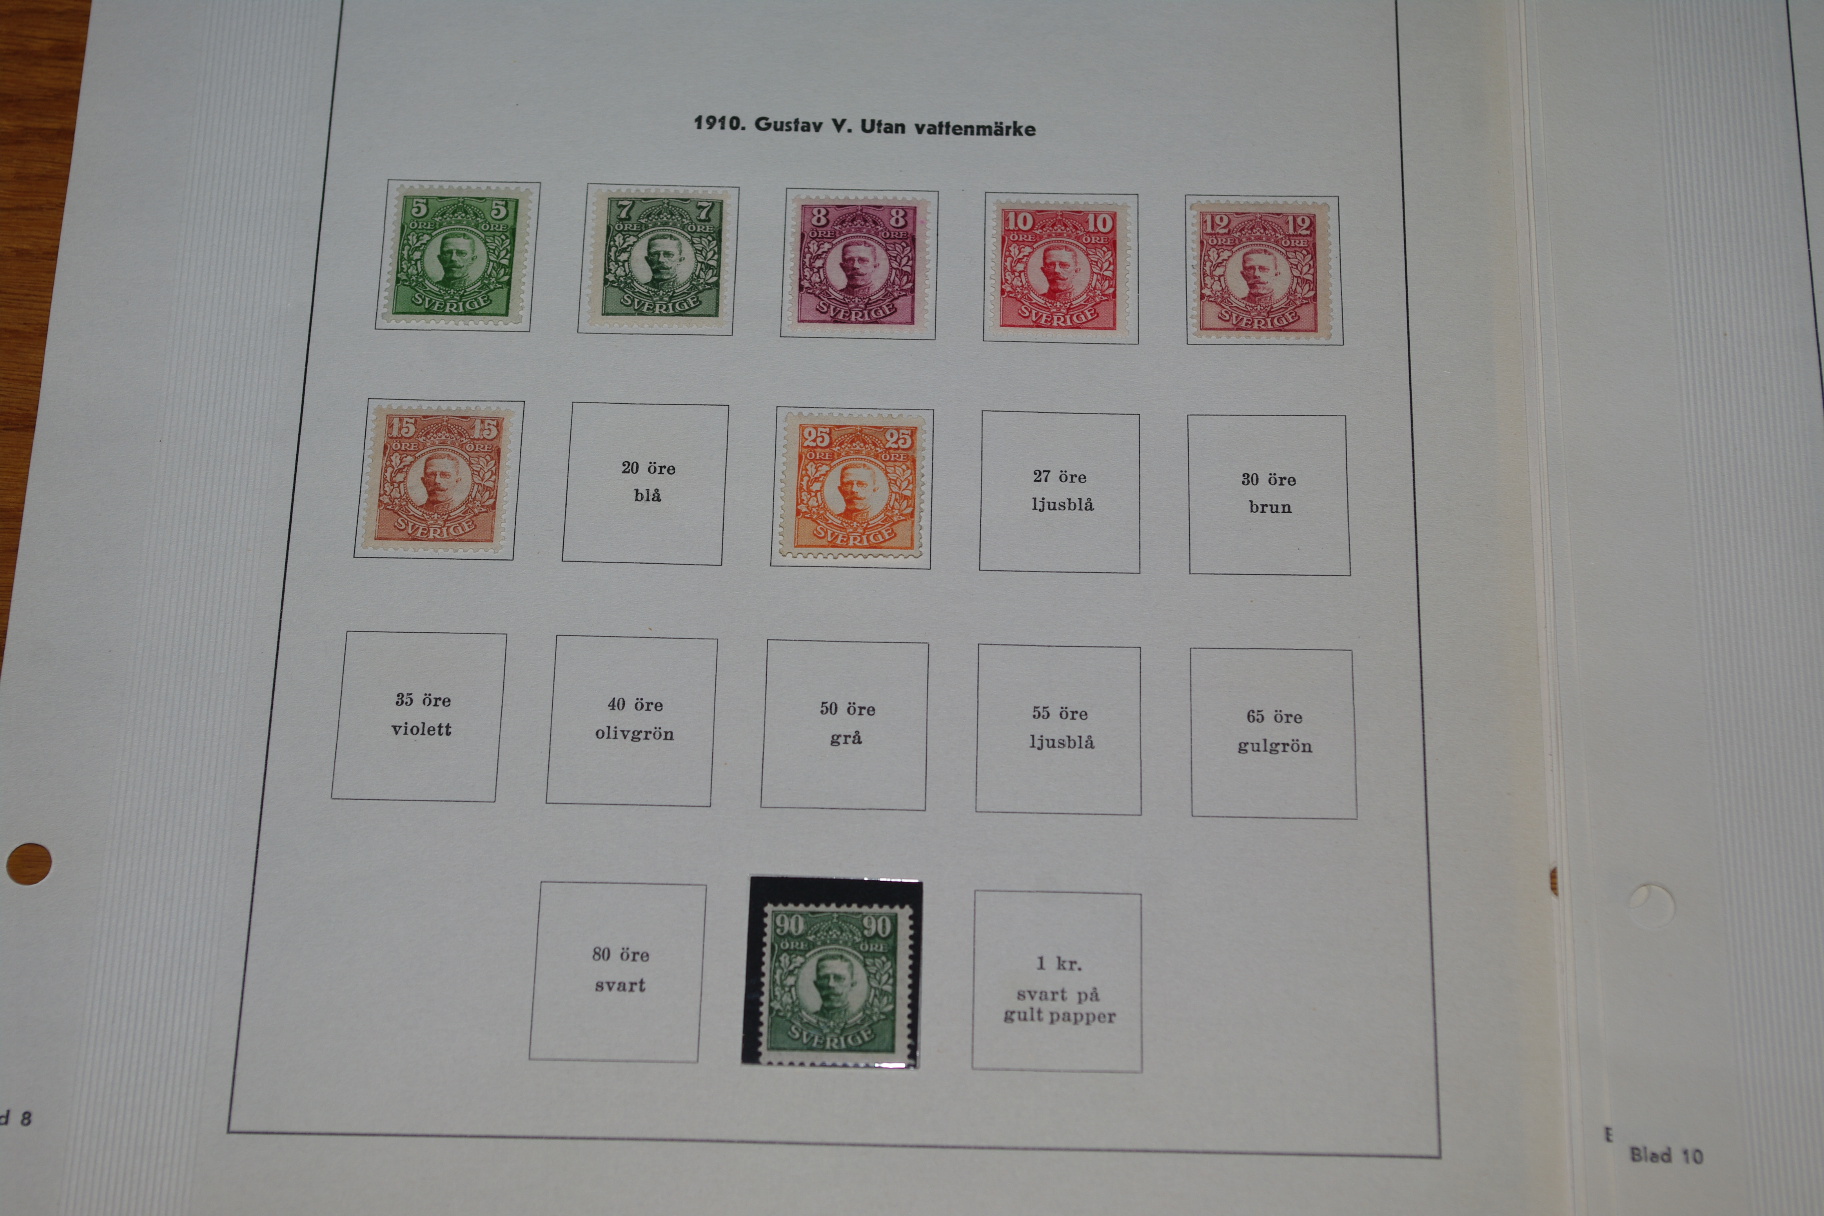 1910. Gustav V. Utan vattenmärke
5 5
ÖRE ÖRE
SVERIGE
7 7
ÖRE ÖRE
SVERIGE
8 8
ÖRE ÖRE
SVERIGE
10 10
ÖRE ÖRE
SVERIGE
12 12
ÖRE ÖRE
SVERIGE
15 15
ÖRE ÖRE
SVERIGE
20 öre
blå
25 25
ÖRE ÖRE
SVERIGE
27 öre
ljusblå
30 öre
brun
35 öre
violett
40 öre
olivgrön
50 öre
grå
55 öre
ljusblå
65 öre
gulgrön
80 öre
svart
90 90
ÖRE ÖRE
SVERIGE
1 kr.
svart på
gult papper
d 8
B
Blad 10